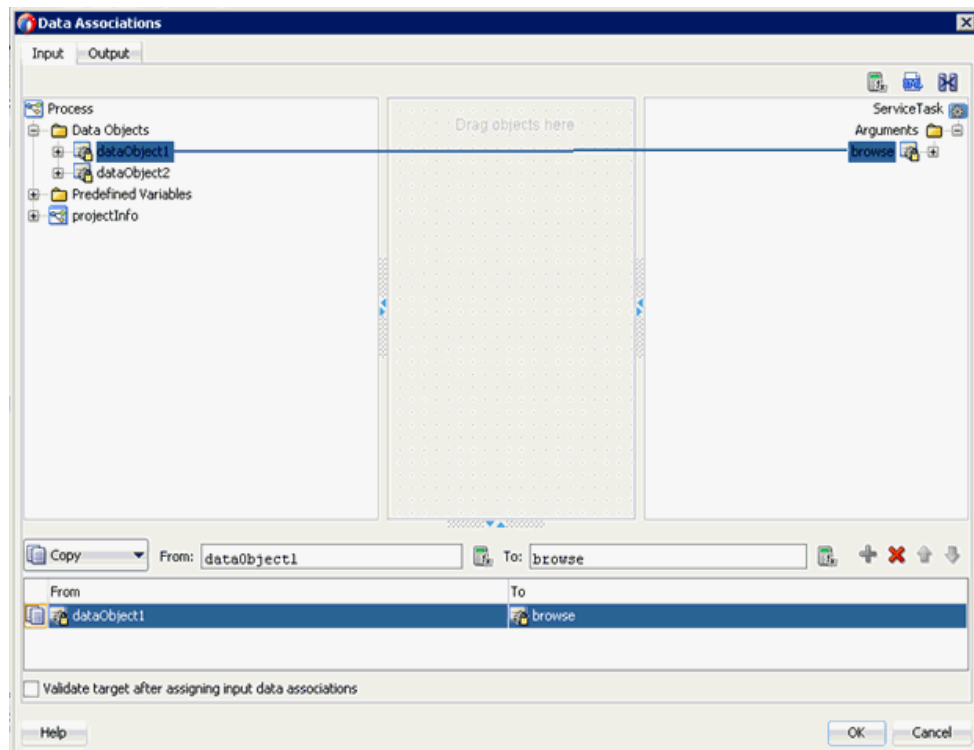 Data Associations
Input Output
Process
Data Objects
dataObject1
dataObject2
Predefined Variables
projectInfo
Drag objects here
ServiceTask
Arguments
browse
Copy From: dataObject1 To: browse
From To
dataObject1 browse
Validate target after assigning input data associations
Help OK Cancel